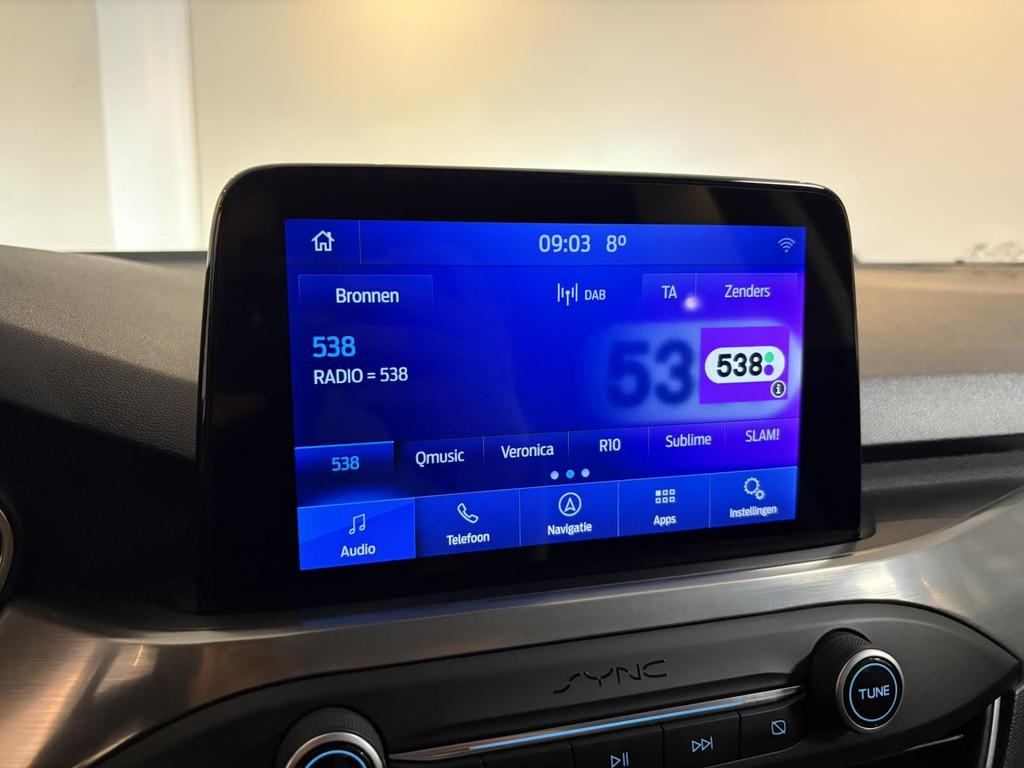 09:03 8º
Bronnen DAB TA Zenders
538
RADIO = 538
53 538
538 Qmusic Veronica R10 Sublime SLAM!
Audio Telefoon Navigatie Apps Instellingen
SYNC
TUNE